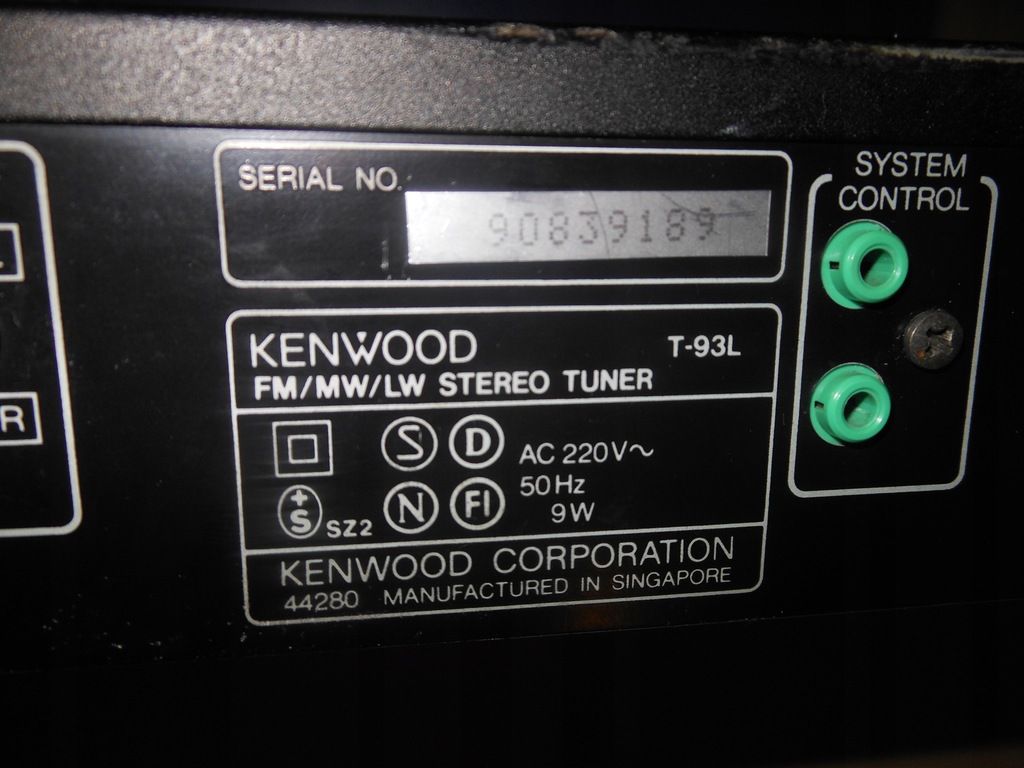 SERIAL NO.
90839189
SYSTEM
CONTROL
KENWOOD
T-93L
FM/MW/LW STEREO TUNER
S D
AC 220V~
50Hz
9W
+S SZ2 N FI
KENWOOD CORPORATION
44280 MANUFACTURED IN SINGAPORE
R